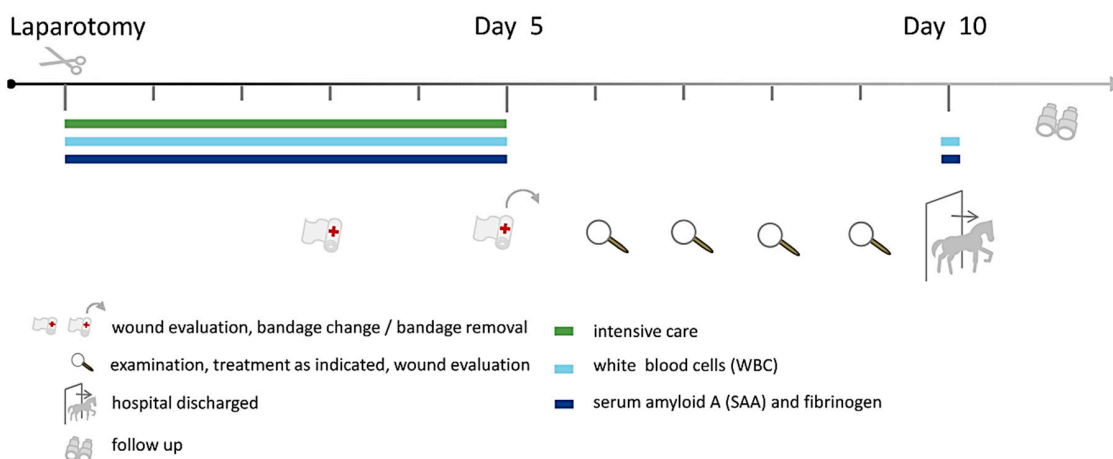 Laparotomy Day 5 Day 10
wound evaluation, bandage change / bandage removal
examination, treatment as indicated, wound evaluation
hospital discharged
follow up
intensive care
white blood cells (WBC)
serum amyloid A (SAA) and fibrinogen